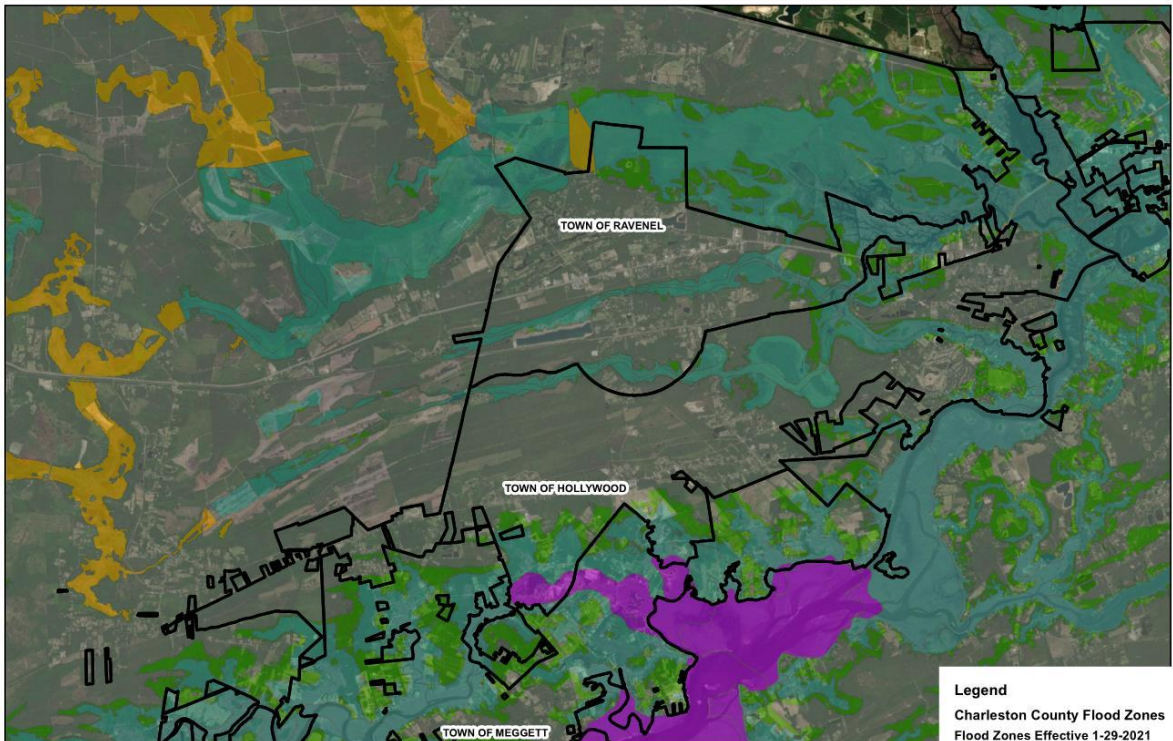 TOWN OF RAVENEL
TOWN OF HOLLYWOOD
TOWN OF MEGGETT
Legend
Charleston County Flood Zones
Flood Zones Effective 1-29-2021